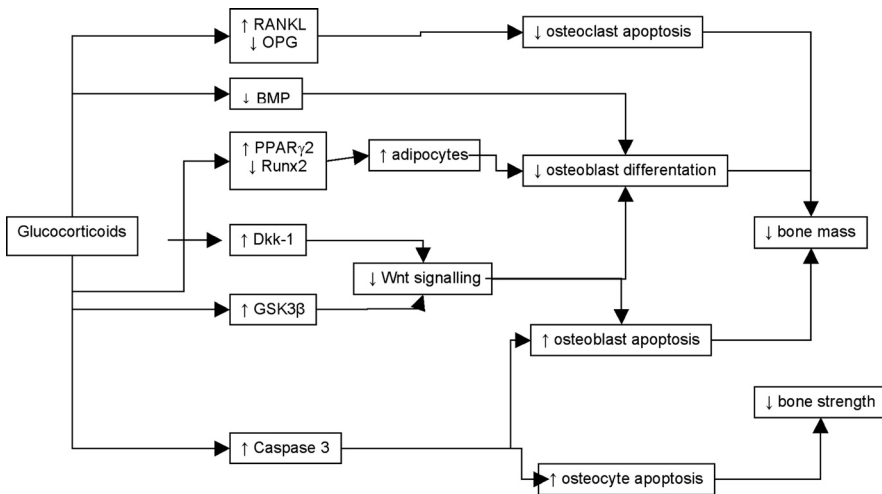 ↑ RANKL
↓ OPG
↓ osteoclast apoptosis
↓ BMP
↑ PPARγ2
↓ Runx2
↑ adipocytes
↓ osteoblast differentation
Glucocorticoids
↑ Dkk-1
↓ bone mass
↓ Wnt signalling
↑ GSK3β
↑ osteoblast apoptosis
↓ bone strength
↑ Caspase 3
↑ osteocyte apoptosis